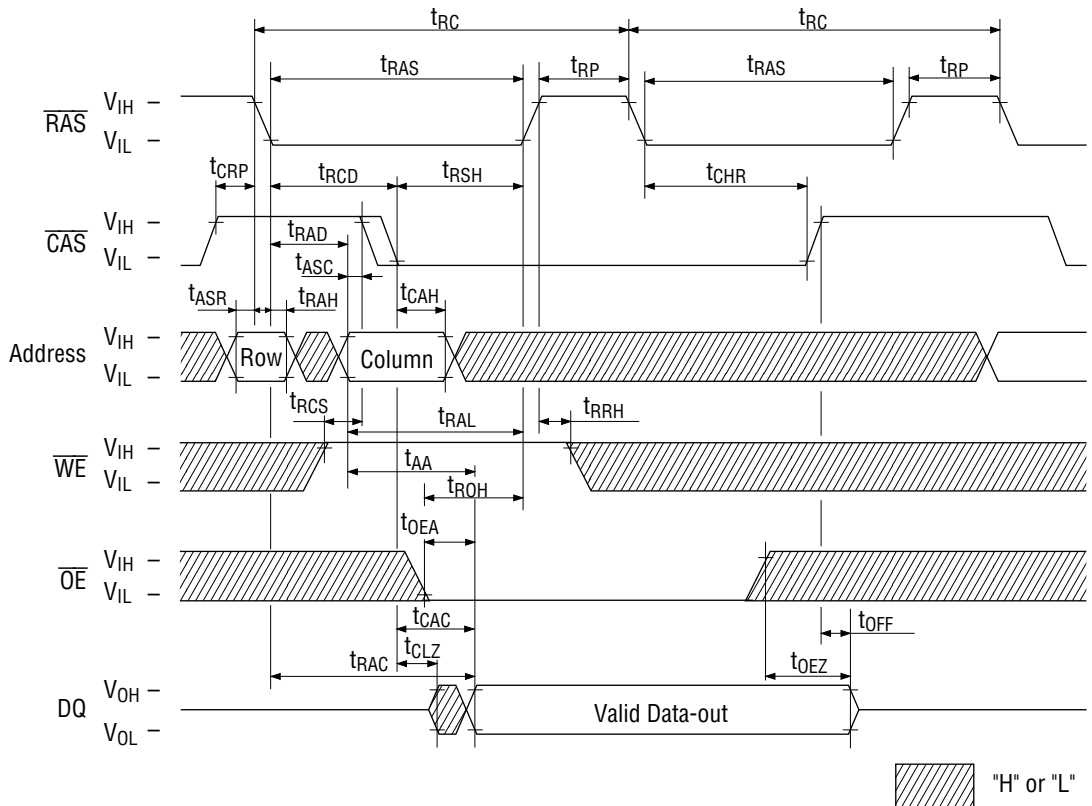 tRC tRC
tRAS tRP tRAS tRP
RAS VIH –
VIL –
tCRP tRCD tRSH tCHR
CAS VIH –
VIL –
tRAD
tASC
tASR tRAH tCAH
Address VIH –
VIL –
Row Column
tRCS tRAL tRRH
WE VIH –
VIL –
tAA
tROH
tOEA
OE VIH –
VIL –
tCAC tOFF
tCLZ
tRAC tOEZ
DQ VOH –
VOL –
Valid Data-out
"H" or "L"